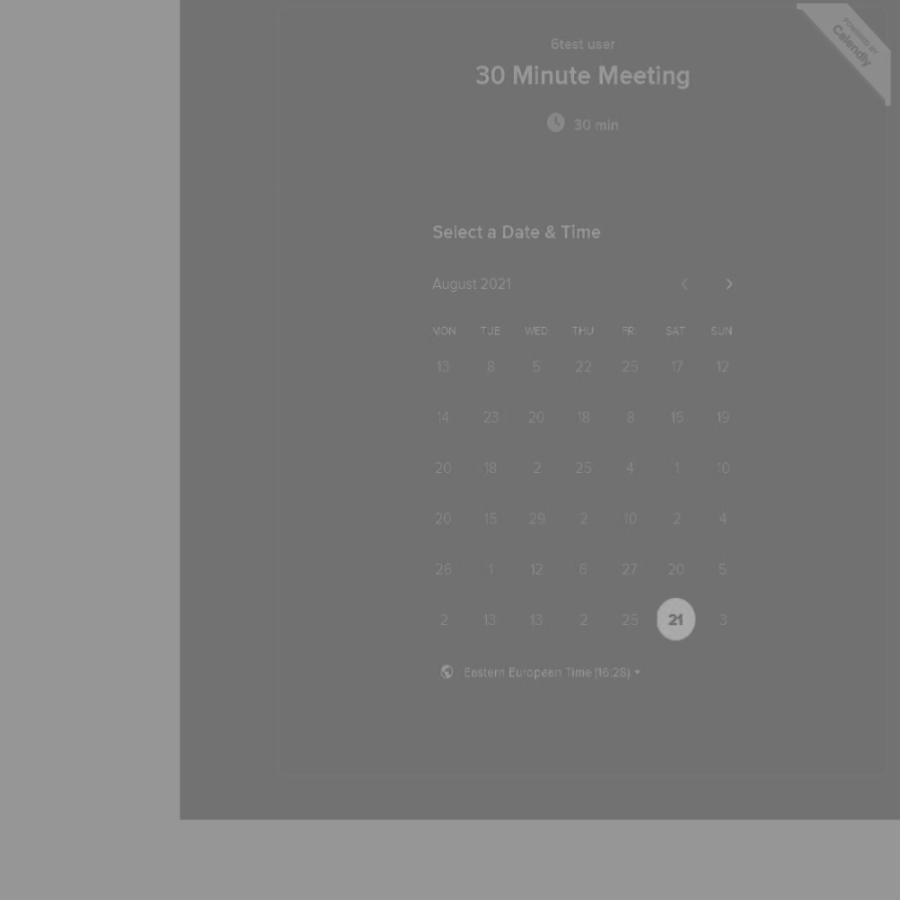 POWERED BY
Calendly
6test user
30 Minute Meeting
30 min
Select a Date & Time
August 2021
MON TUE WED THU FRI SAT SUN
13 8 5 22 25 17 12
14 23 20 18 8 15 19
20 18 2 25 4 1 10
20 15 29 2 10 2 4
26 1 12 6 27 20 5
2 13 13 2 25 21 3
Eastern European Time (16:28)